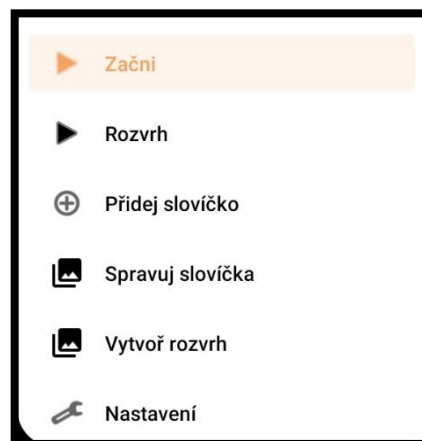 Začni
Rozvrh
Přidej slovíčko
Spravuj slovíčka
Vytvoř rozvrh
Nastavení